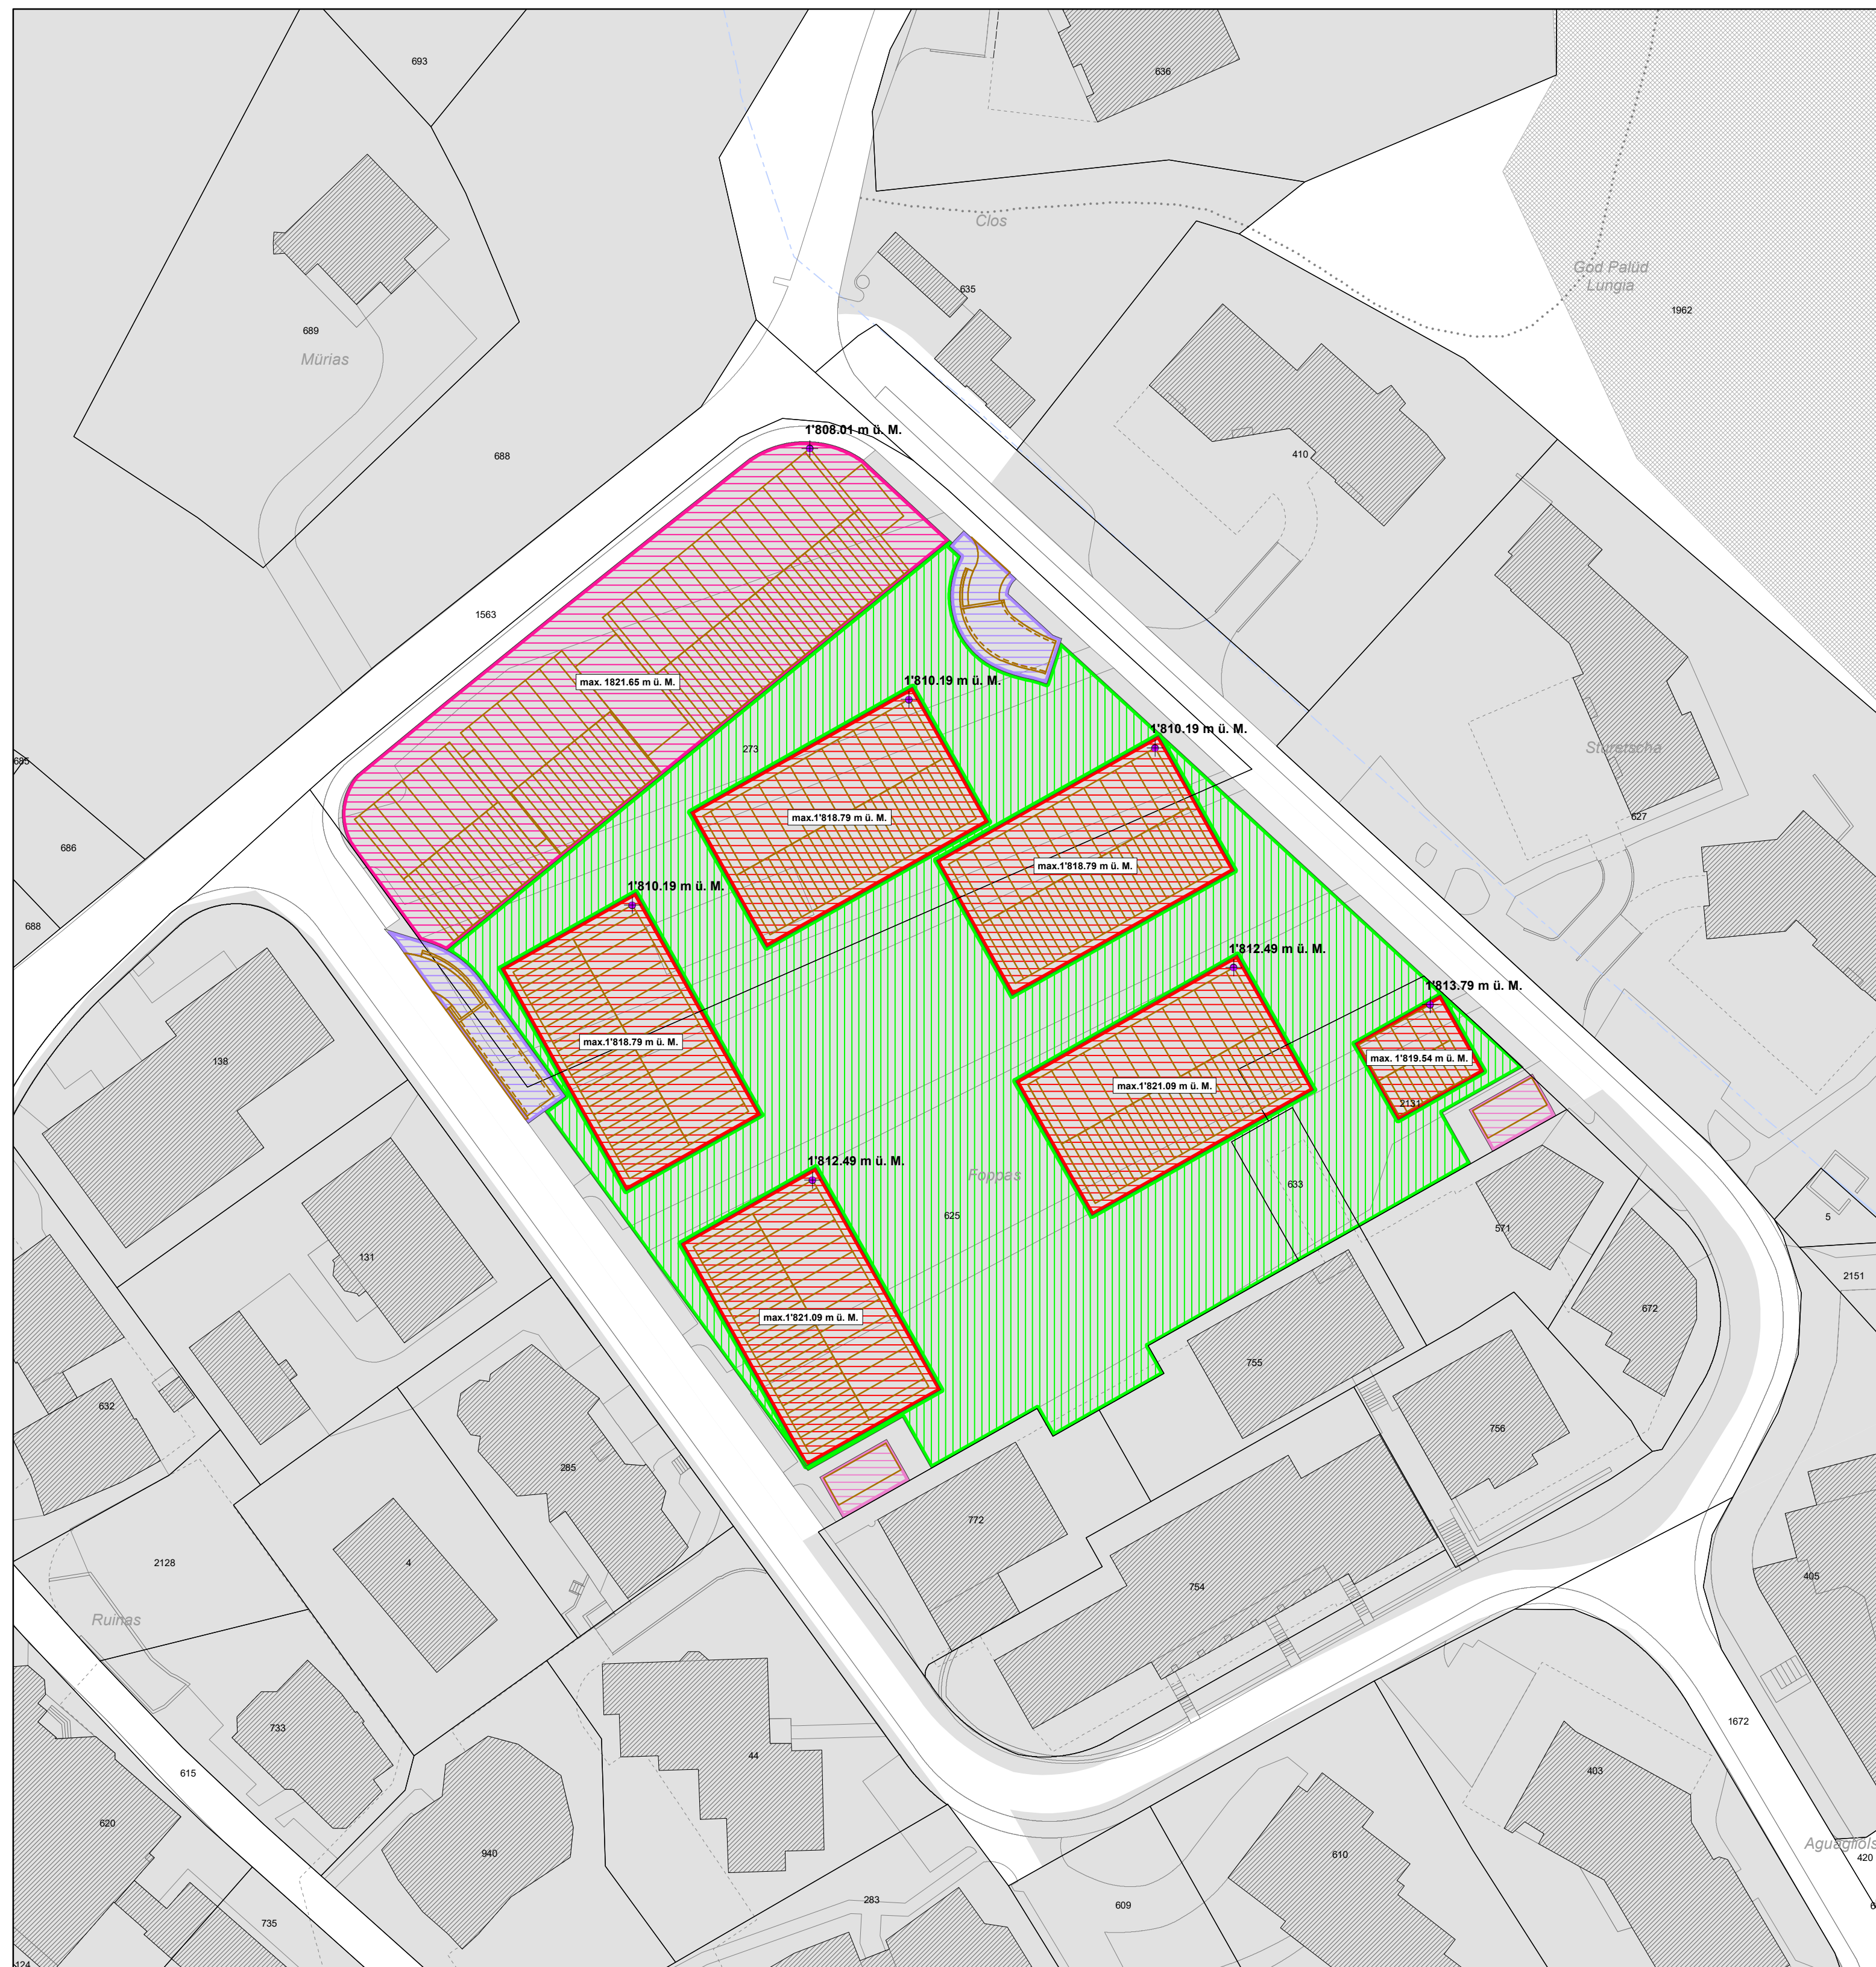 693
636
Clos
God Palüd
Lungia
635
1962
689
Mürias
1'808.01 m ü. M.
688
410
1563
max. 1821.65 m ü. M.
1'810.19 m ü. M.
1'810.19 m ü. M.
273
Sturetscha
685
max.1'818.79 m ü. M.
627
686
max.1'818.79 m ü. M.
1'810.19 m ü. M.
688
1'812.49 m ü. M.
1'813.79 m ü. M.
max.1'818.79 m ü. M.
138
max. 1'819.54 m ü. M.
max.1'821.09 m ü. M.
2131
1'812.49 m ü. M.
Foppas
633
625
5
571
131
2151
672
max.1'821.09 m ü. M.
755
632
756
285
772
2128
4
754
405
Ruinas
1672
733
44
615
403
620
Aguagliols
940
610
420
283
609
735
124